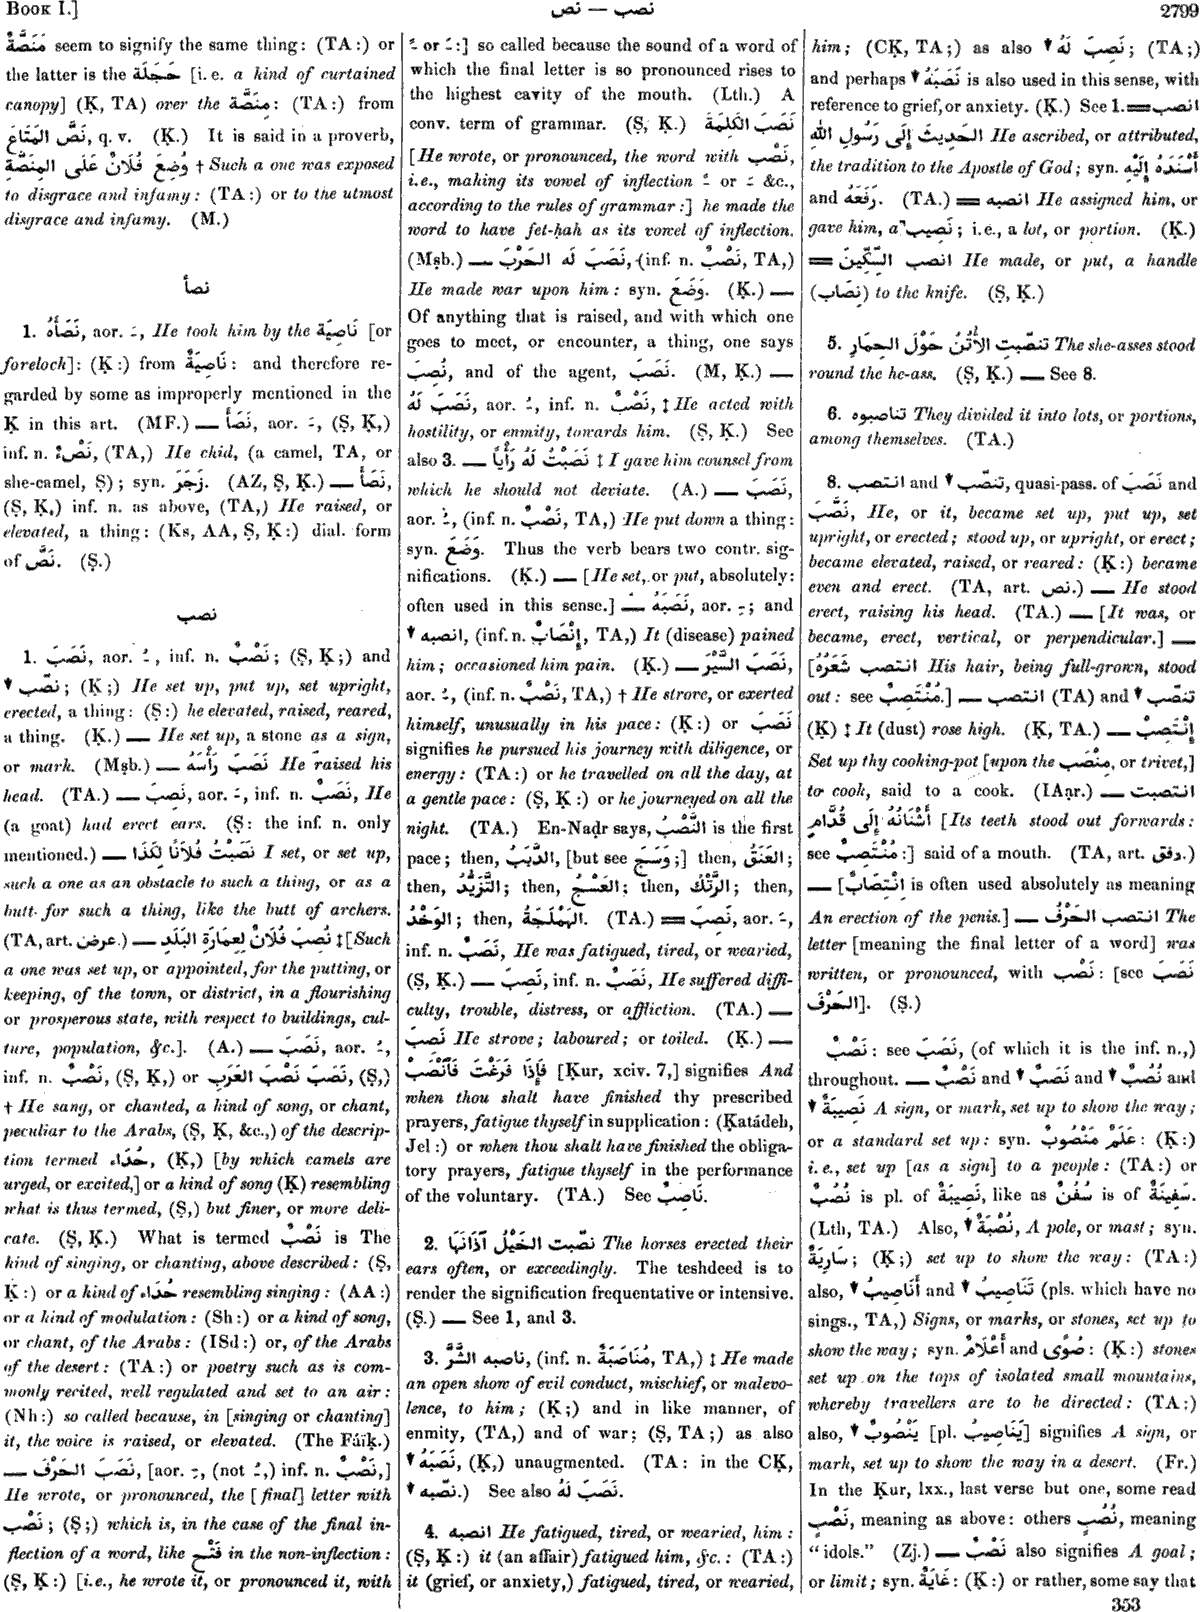 BOOK I.]
نص — نصب
2799
مَنَصَّةٌ seem to signify the same thing: (TA:) or
the latter is the حَجَلَة [i. e. a kind of curtained
canopy] (Ḳ, TA) over the مِنَصَّة: (TA:) from
نَصَّ المَتَاعَ, q. v. (Ḳ.) It is said in a proverb,
وُضِعَ فُلَانٌ عَلَى المِنَصَّةِ † Such a one was exposed
to disgrace and infamy: (TA:) or to the utmost
disgrace and infamy. (M.)
نصأ
1. نَصَأَهُ, aor. ـَ, He took him by the نَاصِيَة [or
forelock]: (Ḳ:) from نَاصِيَةٌ: and therefore re-
garded by some as improperly mentioned in the
Ḳ in this art. (MF.) — نَصَأَ, aor. ـَ, (Ṣ, Ḳ,)
inf. n. نَصْءٌ, (TA,) He chid, (a camel, TA, or
she-camel, Ṣ); syn. زَجَرَ. (AZ, Ṣ, Ḳ.) — نَصَأَ,
(Ṣ, Ḳ,) inf. n. as above, (TA,) He raised, or
elevated, a thing: (Ks, AA, Ṣ, Ḳ:) dial. form
of نَصَّ. (Ṣ.)
نصب
1. نَصَبَ, aor. ـُ, inf. n. نَصْبٌ; (Ṣ, Ḳ;) and
▼ نصّب; (Ḳ;) He set up, put up, set upright,
erected, a thing: (Ṣ:) he elevated, raised, reared,
a thing. (Ḳ.) — He set up, a stone as a sign,
or mark. (Mṣb.) — نَصَبَ رَأْسَهُ He raised his
head. (TA.) — نَصِبَ, aor. ـَ, inf. n. نَصَبٌ, He
(a goat) had erect ears. (Ṣ: the inf. n. only
mentioned.) — نَصَبْتُ فُلَانًا لِكَذَا I set, or set up,
such a one as an obstacle to such a thing, or as a
butt for such a thing, like the butt of archers.
(TA, art. عرض.) — نُصِبَ فُلَانٌ لِعِمَارَةِ البَلَدِ ‡ [Such
a one was set up, or appointed, for the putting, or
keeping, of the town, or district, in a flourishing
or prosperous state, with respect to buildings, cul-
ture, population, &c.]. (A.) — نَصَبَ, aor. ـُ,
inf. n. نَصْبٌ, (Ṣ, Ḳ,) or نَصَبَ نَصْبَ العَرَبِ, (Ṣ,)
† He sang, or chanted, a kind of song, or chant,
peculiar to the Arabs, (Ṣ, Ḳ, &c.,) of the descrip-
tion termed حُدَاء, (Ḳ,) [by which camels are
urged, or excited,] or a kind of song (Ḳ) resembling
what is thus termed, (Ṣ,) but finer, or more deli-
cate. (Ṣ, Ḳ.) What is termed نَصْبٌ is The
kind of singing, or chanting, above described: (Ṣ,
Ḳ:) or a kind of حُدَاء resembling singing: (AA:)
or a kind of modulation: (Sh:) or a kind of song,
or chant, of the Arabs: (ISd:) or, of the Arabs
of the desert: (TA:) or poetry such as is com-
monly recited, well regulated and set to an air:
(Nh:) so called because, in [singing or chanting]
it, the voice is raised, or elevated. (The Fáïḳ.)
— نَصَبَ الحَرْفَ, [aor. ـِ, (not ـُ,) inf. n. نَصْبٌ,]
He wrote, or pronounced, the [final] letter with
نَصْب; (Ṣ;) which is, in the case of the final in-
flection of a word, like فَتْح in the non-inflection:
(Ṣ, Ḳ:) [i.e., he wrote it, or pronounced it, with
ـَ or ـً:] so called because the sound of a word of
which the final letter is so pronounced rises to
the highest cavity of the mouth. (Lth.) A
conv. term of grammar. (Ṣ, Ḳ.) نَصَبَ الكَلِمَةَ
[He wrote, or pronounced, the word with نَصْب,
i.e., making its vowel of inflection ـَ or ـً &c.,
according to the rules of grammar:] he made the
word to have fet-ḥah as its vowel of inflection.
(Mṣb.) — نَصَبَ لَه الحَرْبَ, (inf. n. نَصْبٌ, TA,)
He made war upon him: syn. وَضَعَ. (Ḳ.) —
Of anything that is raised, and with which one
goes to meet, or encounter, a thing, one says
نُصِبَ, and of the agent, نَصَبَ. (M, Ḳ.) —
نَصَبَ لَهُ, aor. ـُ, inf. n. نَصْبٌ, ‡ He acted with
hostility, or enmity, towards him. (Ṣ, Ḳ.) See
also 3. — نَصَبْتُ لَهُ رَأْيًا ‡ I gave him counsel from
which he should not deviate. (A.) — نَصَبَ,
aor. ـُ, (inf. n. نَصْبٌ, TA,) He put down a thing:
syn. وَضَعَ. Thus the verb bears two contr. sig-
nifications. (Ḳ.) — [He set, or put, absolutely:
often used in this sense.] — نَصَبَهُ, aor. ـِ; and
▼ انصبه, (inf. n. إِنْصَابٌ, TA,) It (disease) pained
him; occasioned him pain. (Ḳ.) — نَصَبَ السَّيْرَ,
aor. ـُ, (inf. n. نَصْبٌ, TA,) † He strove, or exerted
himself, unusually in his pace: (Ḳ:) or نَصَبَ
signifies he pursued his journey with diligence, or
energy: (TA:) or he travelled on all the day, at
a gentle pace: (Ṣ, Ḳ:) or he journeyed on all the
night. (TA.) En-Naḍr says, النَّصْبُ is the first
pace; then, الدَّبِيبُ, [but see وَسَجَ;] then, العَنَقُ;
then, التَّزَيُّدُ; then, العَسْجُ; then, الرَّتْكُ; then,
الوَخْدُ; then, الهَمْلَجَةُ. (TA.) == نَصِبَ, aor. ـَ,
inf. n. نَصَبٌ, He was fatigued, tired, or wearied,
(Ṣ, Ḳ.) — نَصِبَ, inf. n. نَصَبٌ, He suffered diffi-
culty, trouble, distress, or affliction. (TA.) —
نَصِبَ He strove; laboured; or toiled. (Ḳ.) —
فَإِذَا فَرَغْتَ فَٱنْصَبْ [Ḳur, xciv. 7,] signifies And
when thou shalt have finished thy prescribed
prayers, fatigue thyself in supplication: (Ḳatádeh,
Jel:) or when thou shalt have finished the obliga-
tory prayers, fatigue thyself in the performance
of the voluntary. (TA.) See نَاصِبٌ.
2. نصّبت الخَيْلُ آذَانَهَا The horses erected their
ears often, or exceedingly. The teshdeed is to
render the signification frequentative or intensive.
(Ṣ.) — See 1, and 3.
3. ناصبه الشَّرَّ, (inf. n. مُنَاصَبَةٌ, TA,) ‡ He made
an open show of evil conduct, mischief, or malevo-
lence, to him; (Ḳ;) and in like manner, of
enmity, (TA,) and of war; (Ṣ, TA;) as also
▼ نَصَبَهُ, (Ḳ,) unaugmented. (TA: in the CḲ,
▼ نصّبه.) See also نَصَبَ لَهُ.
4. انصبه He fatigued, tired, or wearied, him:
(Ṣ, Ḳ:) it (an affair) fatigued him, &c.: (TA:)
it (grief, or anxiety,) fatigued, tired, or wearied,
him; (CḲ, TA;) as also ▼ نَصِبَ لَهُ; (TA;)
and perhaps ▼ نَصَبَهُ is also used in this sense, with
reference to grief, or anxiety. (Ḳ.) See 1. == انصب
الحَدِيثَ إِلَى رَسُولِ اللّٰهِ He ascribed, or attributed,
the tradition to the Apostle of God; syn. أَسْنَدَهُ إِلَيْهِ
and رَفَعَهُ. (TA.) == انصبه He assigned him, or
gave him, a نَصِيب; i.e., a lot, or portion. (Ḳ.)
== انصب السِّكِّينَ He made, or put, a handle
(نِصَاب) to the knife. (Ṣ, Ḳ.)
5. تنصّبت الأُتُنُ حَوْلَ الحِمَارِ The she-asses stood
round the he-ass. (Ṣ, Ḳ.) — See 8.
6. تناصبوه They divided it into lots, or portions,
among themselves. (TA.)
8. انتصب and ▼ تنصّب, quasi-pass. of نَصَبَ and
نَصَّبَ, He, or it, became set up, put up, set
upright, or erected; stood up, or upright, or erect;
became elevated, raised, or reared: (Ḳ:) became
even and erect. (TA, art. نص.) — He stood
erect, raising his head. (TA.) — [It was, or
became, erect, vertical, or perpendicular.] —
[انتصب شَعَرُهُ His hair, being full-grown, stood
out: see مُنْتَصِبٌ.] — انتصب (TA) and ▼ تنصّب
(Ḳ) ‡ It (dust) rose high. (Ḳ, TA.) — إِنْتَصِبْ
Set up thy cooking-pot [upon the مِنْصَب, or trivet,]
to cook, said to a cook. (IAạr.) — انتصبت
أَسْنَانُهُ إِلَى قُدَّامٍ [Its teeth stood out forwards:
see مُنْتَصِبٌ:] said of a mouth. (TA, art. دفق.)
— [اِنْتِصَابٌ is often used absolutely as meaning
An erection of the penis.] — انتصب الحَرْفُ The
letter [meaning the final letter of a word] was
written, or pronounced, with نَصْب: [see نَصَبَ
الحَرْفَ]. (Ṣ.)
نَصْبٌ: see نَصَبَ, (of which it is the inf. n.,)
throughout. — نَصْبٌ and ▼ نَصَبٌ and ▼ نُصُبٌ and
▼ نَصِيبَةٌ A sign, or mark, set up to show the way;
or a standard set up: syn. عَلَمٌ مَنْصُوبٌ: (Ḳ:)
i. e., set up [as a sign] to a people: (TA:) or
نُصُبٌ is pl. of نَصِيبَةٌ, like as سُفُنٌ is of سَفِينَةٌ.
(Lth, TA.) Also, ▼ نُصْبَةٌ, A pole, or mast; syn.
سَارِيَةٌ; (Ḳ;) set up to show the way: (TA:)
also, ▼ أَنَاصِيبُ and ▼ تَنَاصِيبُ (pls. which have no
sings., TA,) Signs, or marks, or stones, set up to
show the way; syn. أَعْلَامٌ and صُوًى: (Ḳ:) stones
set up on the tops of isolated small mountains,
whereby travellers are to be directed: (TA:)
also, ▼ يَنْصُوبٌ [pl. يَنَاصِيبُ] signifies A sign, or
mark, set up to show the way in a desert. (Fr.)
In the Ḳur, lxx., last verse but one, some read
نَصْبٍ, meaning as above: others نُصُبٍ, meaning
“idols.” (Zj.) — نَصْبٌ also signifies A goal;
or limit; syn. غَايَةٌ: (Ḳ:) or rather, some say that
353